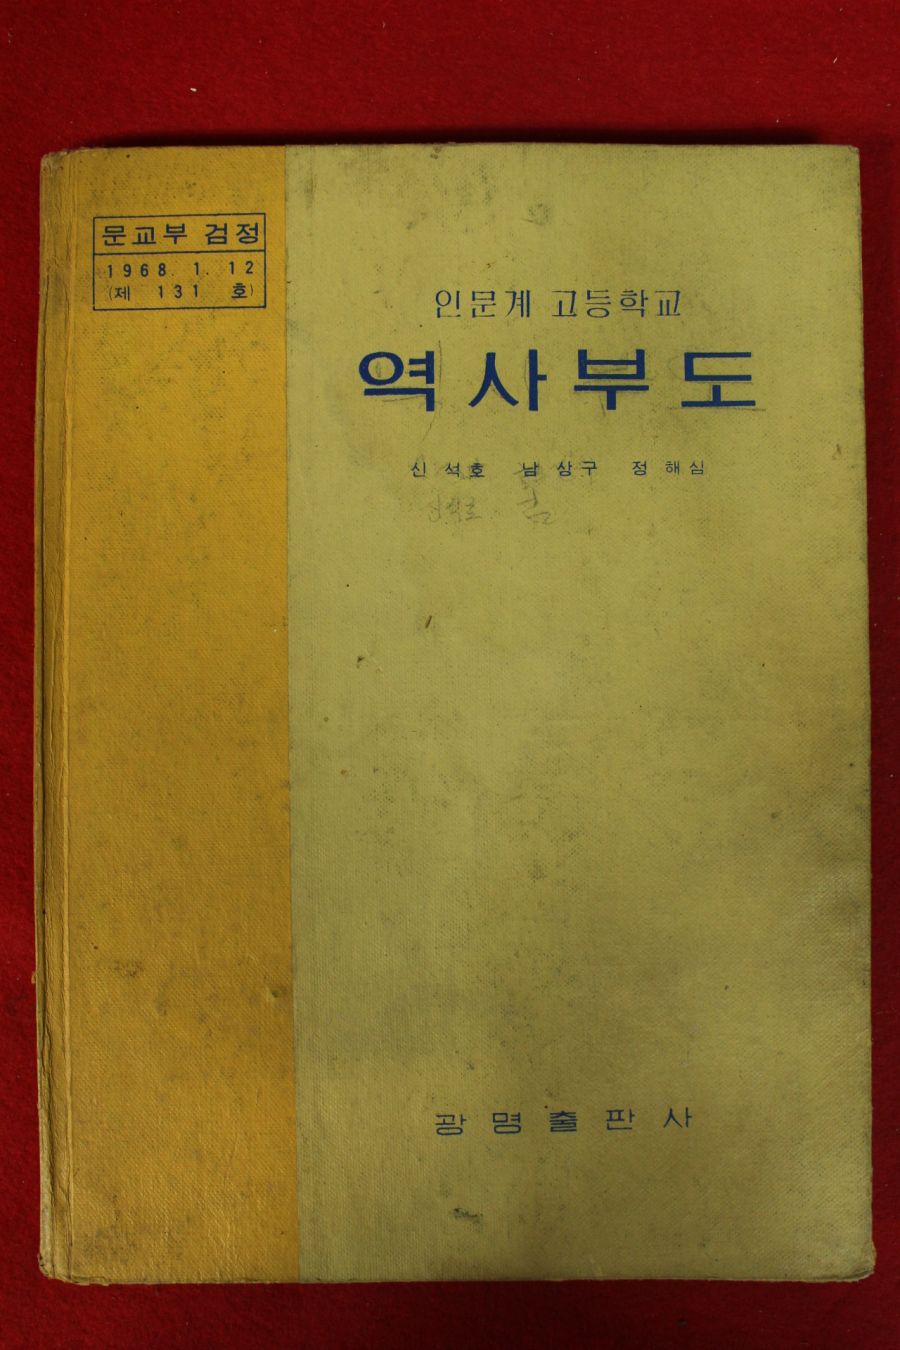 문교부 검정
1968. 1. 12
(제 131 호)
인문계 고등학교
역사부도
신석호 남상구 정해심
광명출판사